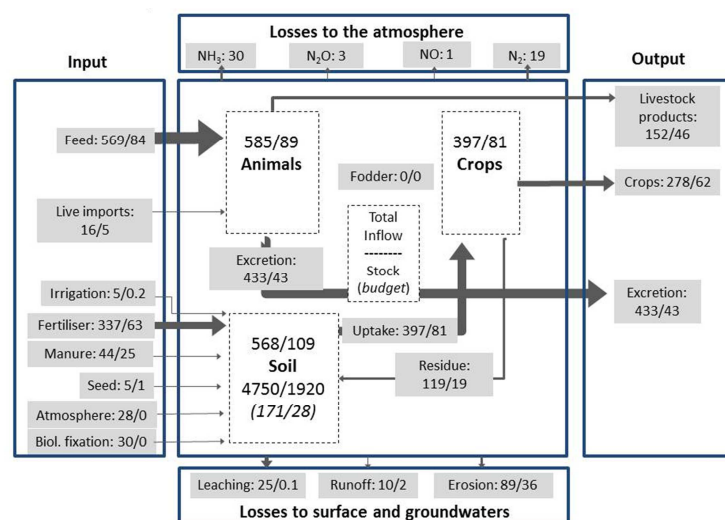 Losses to the atmosphere
NH₃: 30
N₂O: 3
NO: 1
N₂: 19
Input
Output
Feed: 569/84
Live imports:
16/5
Irrigation: 5/0.2
Fertiliser: 337/63
Manure: 44/25
Seed: 5/1
Atmosphere: 28/0
Biol. fixation: 30/0
585/89
Animals
397/81
Crops
Fodder: 0/0
Total
Inflow
--------
Stock
(budget)
Excretion:
433/43
568/109
Soil
4750/1920
(171/28)
Uptake: 397/81
Residue:
119/19
Livestock
products:
152/46
Crops: 278/62
Excretion:
433/43
Leaching: 25/0.1
Runoff: 10/2
Erosion: 89/36
Losses to surface and groundwaters